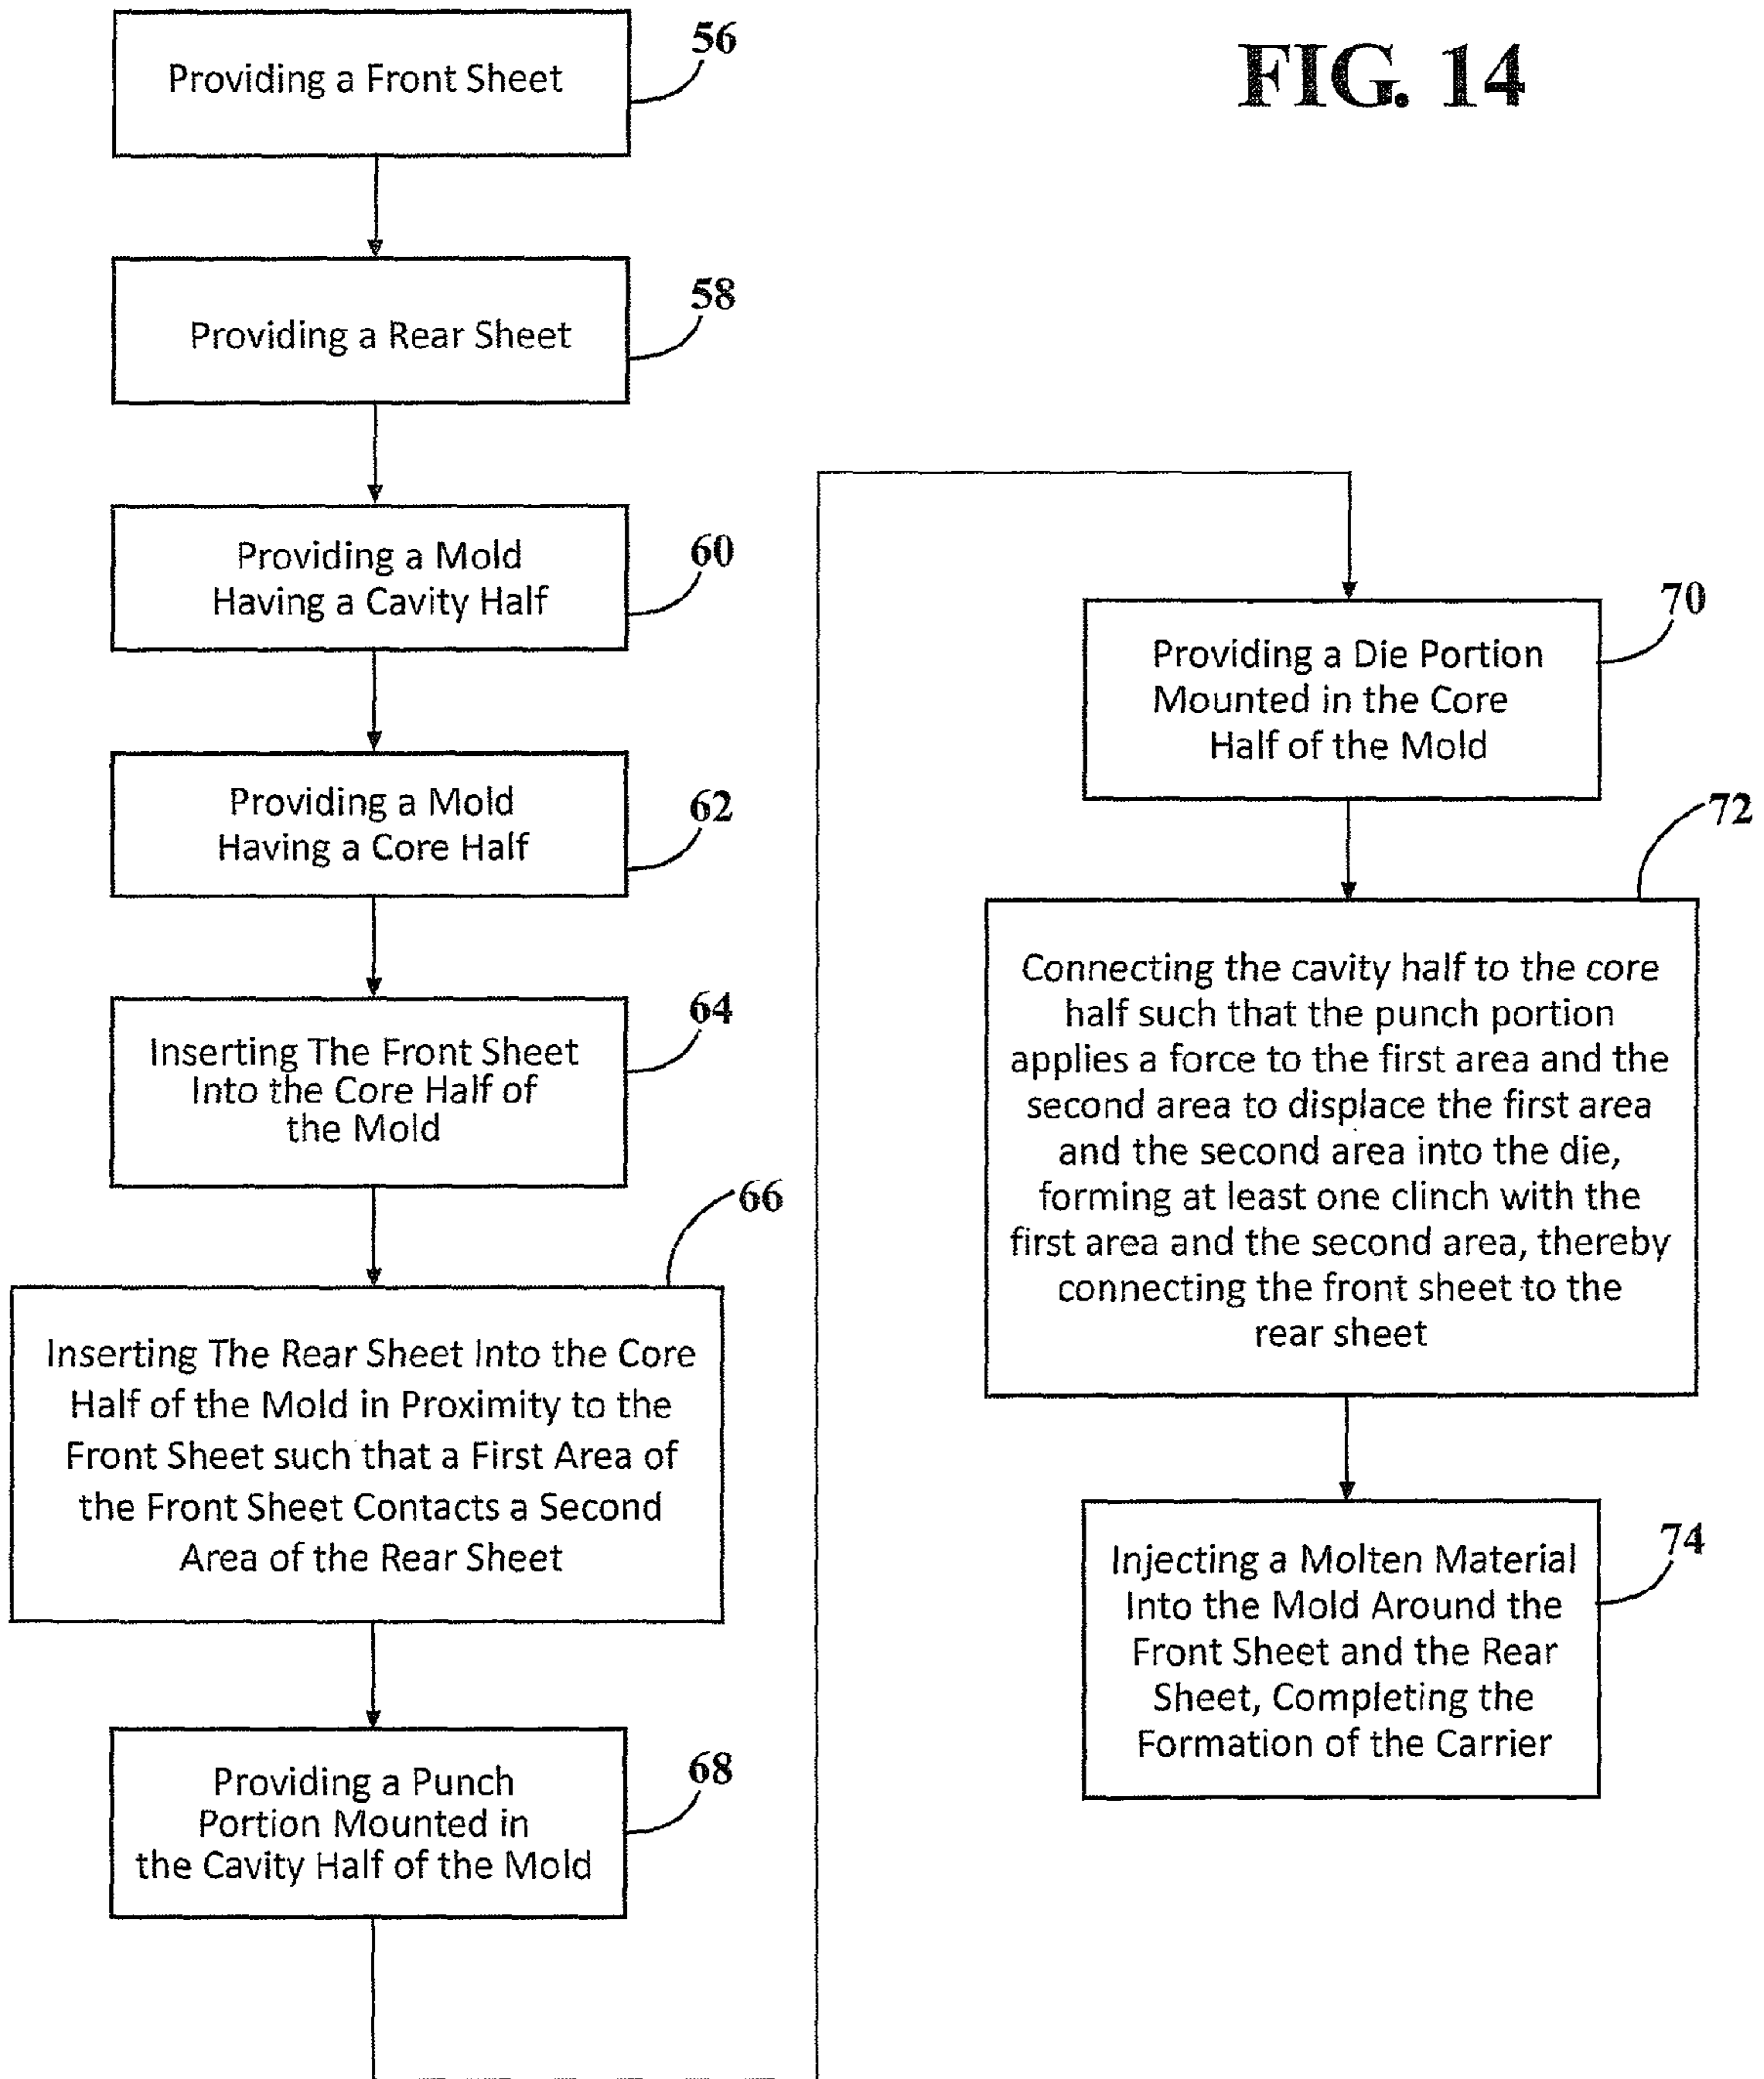 FIG. 14
Providing a Front Sheet
56
Providing a Rear Sheet
58
Providing a Mold
Having a Cavity Half
60
Providing a Mold
Having a Core Half
62
Inserting The Front Sheet
Into the Core Half of
the Mold
64
Inserting The Rear Sheet Into the Core
Half of the Mold in Proximity to the
Front Sheet such that a First Area of
the Front Sheet Contacts a Second
Area of the Rear Sheet
66
Providing a Punch
Portion Mounted in
the Cavity Half of the Mold
68
Providing a Die Portion
Mounted in the Core
Half of the Mold
70
Connecting the cavity half to the core
half such that the punch portion
applies a force to the first area and the
second area to displace the first area
and the second area into the die,
forming at least one clinch with the
first area and the second area, thereby
connecting the front sheet to the
rear sheet
72
Injecting a Molten Material
Into the Mold Around the
Front Sheet and the Rear
Sheet, Completing the
Formation of the Carrier
74